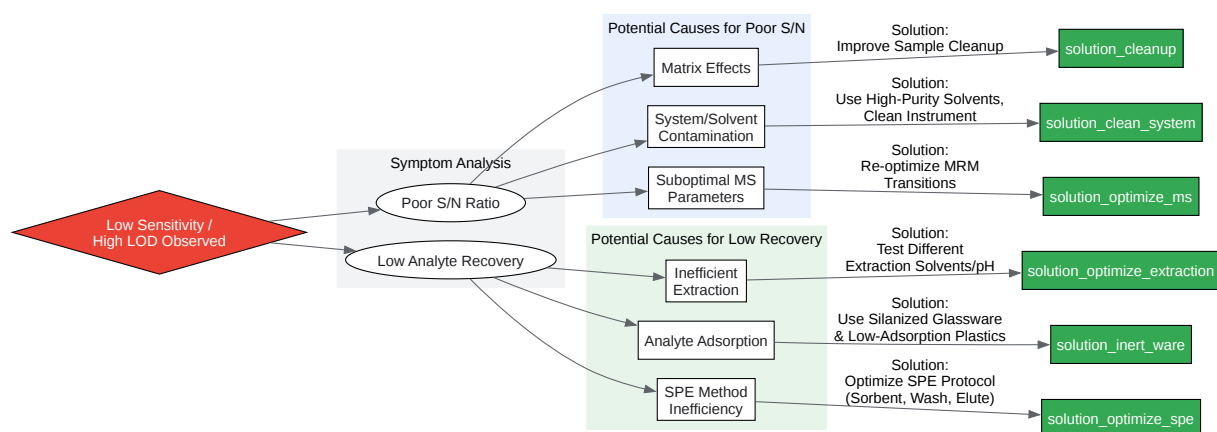 Low Sensitivity /
High LOD Observed
Symptom Analysis
Poor S/N Ratio
Low Analyte Recovery
Potential Causes for Poor S/N
Matrix Effects
System/Solvent
Contamination
Suboptimal MS
Parameters
Potential Causes for Low Recovery
Inefficient
Extraction
Analyte Adsorption
SPE Method
Inefficiency
Solution:
Improve Sample Cleanup
Solution:
Use High-Purity Solvents,
Clean Instrument
Solution:
Re-optimize MRM
Transitions
Solution:
Test Different
Extraction Solvents/pH
Solution:
Use Silanized Glassware
& Low-Adsorption Plastics
Solution:
Optimize SPE Protocol
(Sorbent, Wash, Elute)
solution_cleanup
solution_clean_system
solution_optimize_ms
solution_optimize_extraction
solution_inert_ware
solution_optimize_spe